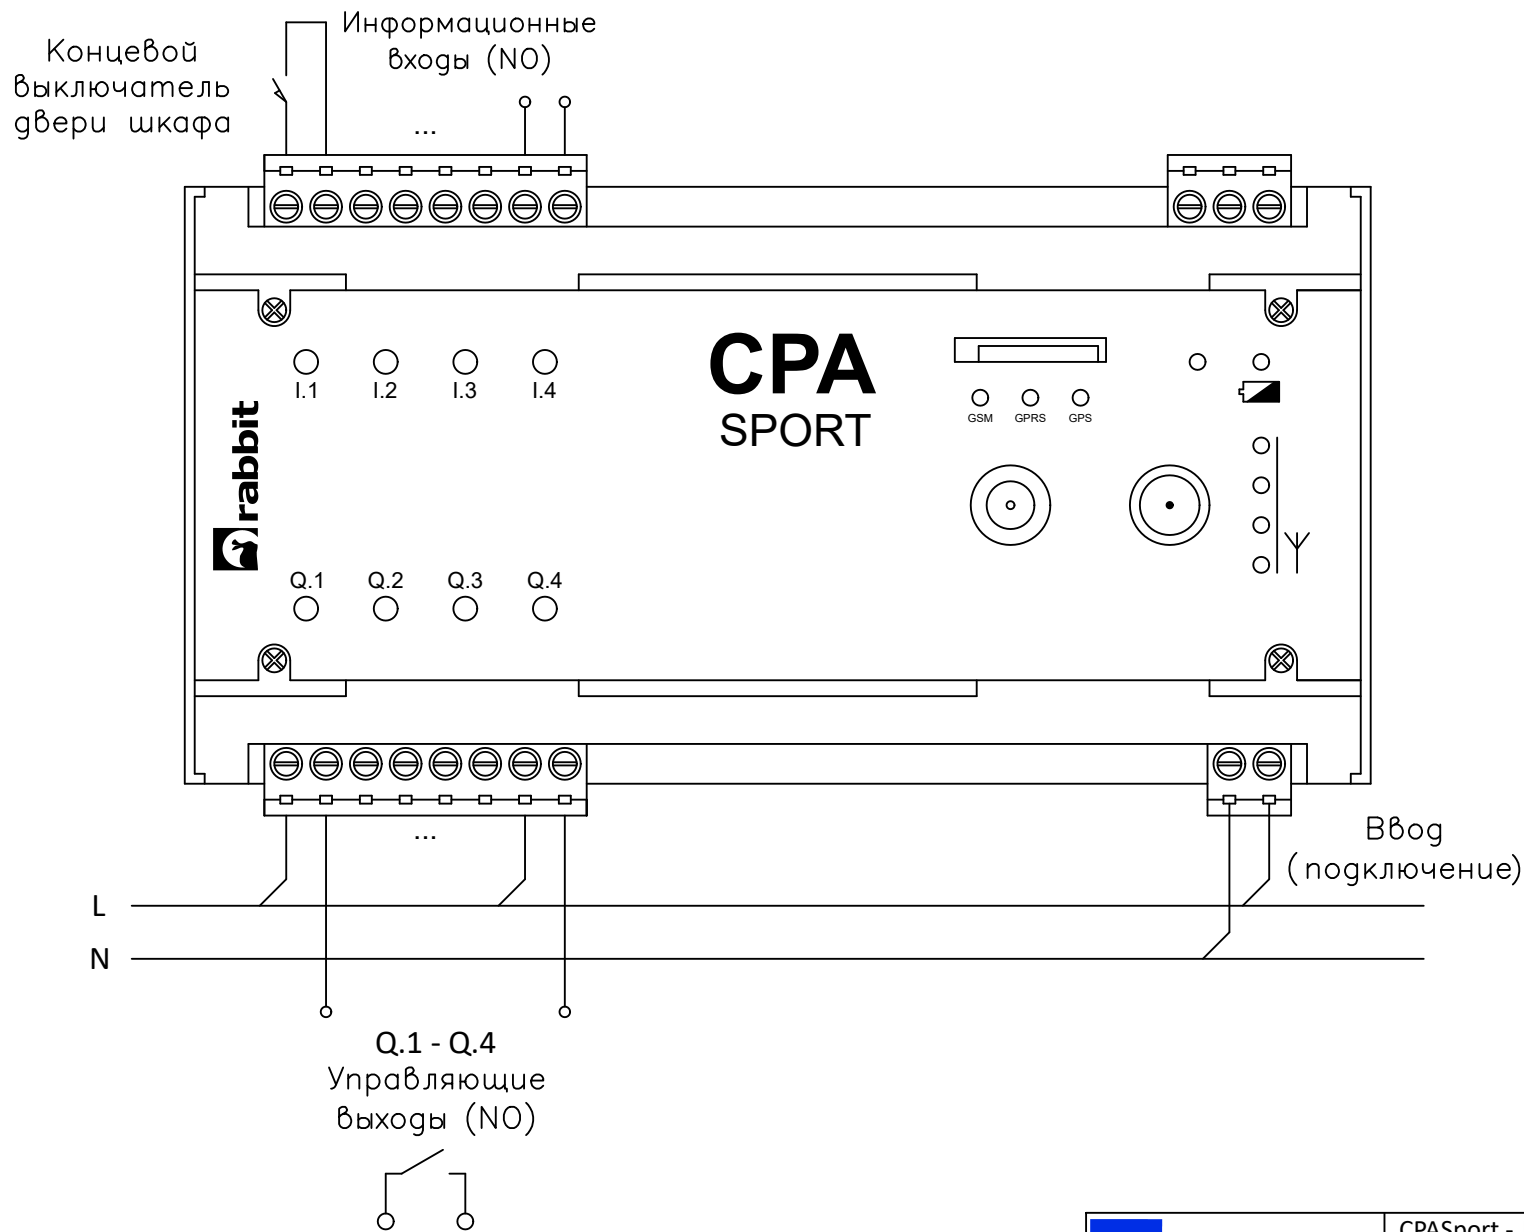 Информационные
входы (NO)
Концевой
выключатель
двери шкафа
...
I.1 I.2 I.3 I.4
CPA
SPORT
GSM GPRS GPS
rabbit
Q.1 Q.2 Q.3 Q.4
...
Ввод
(подключение)
L
N
Q.1 - Q.4
Управляющие
выходы (NO)
CPASport -